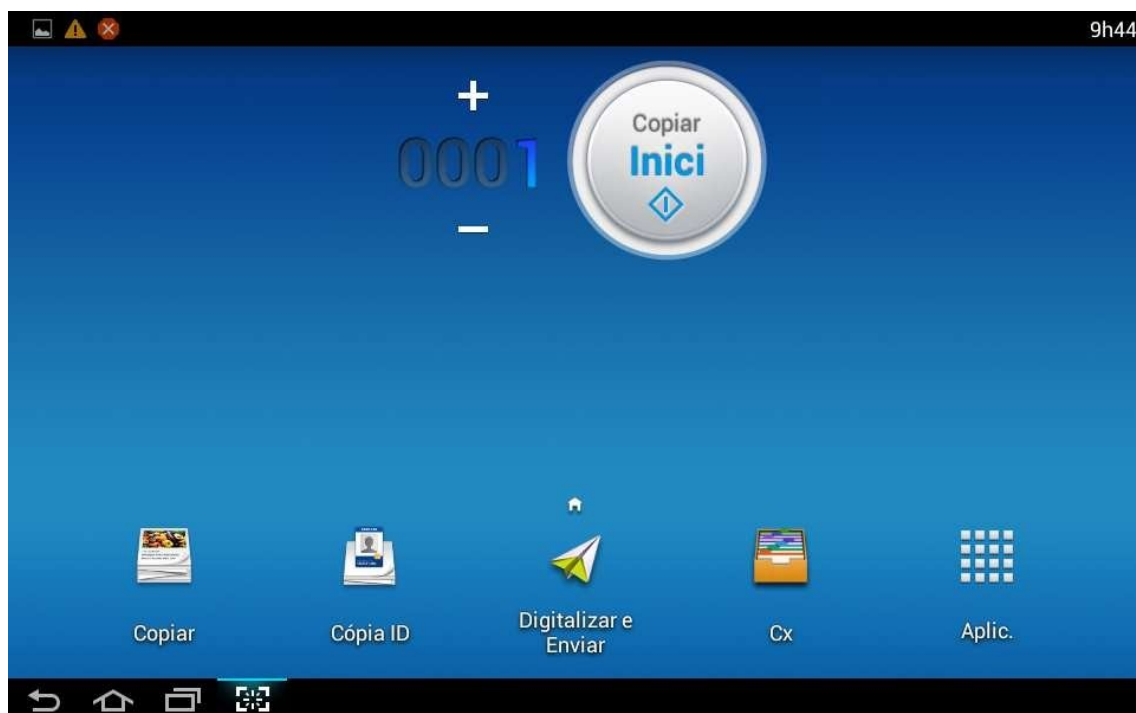 9h44
+
0001
−
Copiar
Inici
Copiar
Cópia ID
Digitalizar e
Enviar
Cx
Aplic.